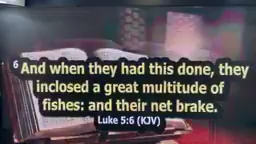 6 And when they had this done, they
inclosed a great multitude of
fishes: and their net brake.
Luke 5:6 (KJV)